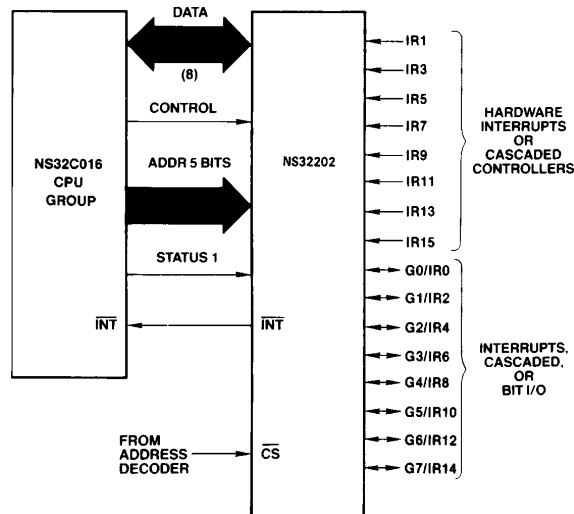 DATA
(8)
CONTROL
ADDR 5 BITS
STATUS 1
NS32C016
CPU
GROUP
INT
NS32202
INT
CS
FROM
ADDRESS
DECODER
IR1
IR3
IR5
IR7
IR9
IR11
IR13
IR15
HARDWARE
INTERRUPTS
OR
CASCADED
CONTROLLERS
G0/IR0
G1/IR2
G2/IR4
G3/IR6
G4/IR8
G5/IR10
G6/IR12
G7/IR14
INTERRUPTS,
CASCADED,
OR
BIT I/O